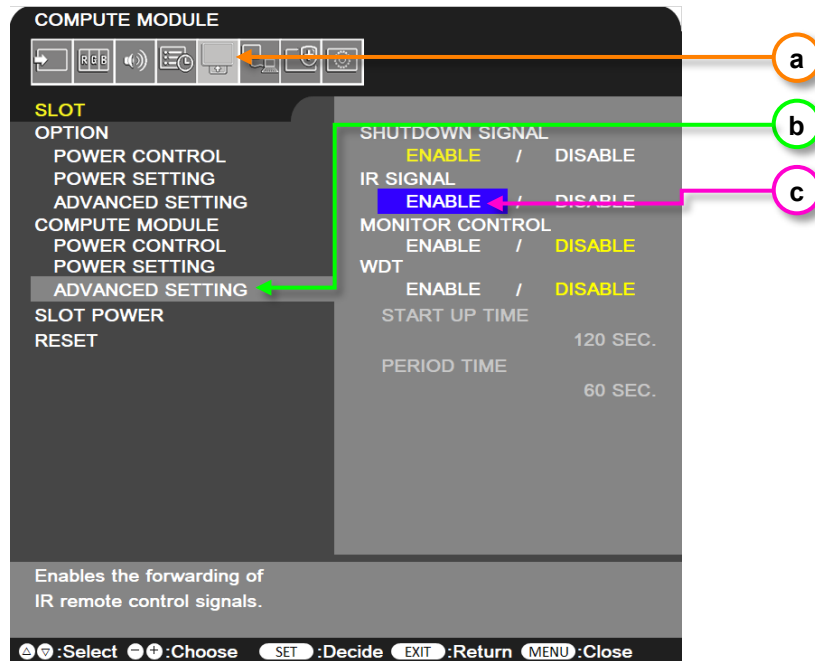 COMPUTE MODULE
RGB
a
SLOT
b
OPTION
SHUTDOWN SIGNAL
POWER CONTROL
ENABLE / DISABLE
POWER SETTING
IR SIGNAL
c
ADVANCED SETTING
ENABLE / DISABLE
COMPUTE MODULE
MONITOR CONTROL
POWER CONTROL
ENABLE / DISABLE
POWER SETTING
WDT
ADVANCED SETTING
ENABLE / DISABLE
SLOT POWER
START UP TIME
RESET
120 SEC.
PERIOD TIME
60 SEC.
Enables the forwarding of
IR remote control signals.
:Select :Choose SET :Decide EXIT :Return MENU :Close